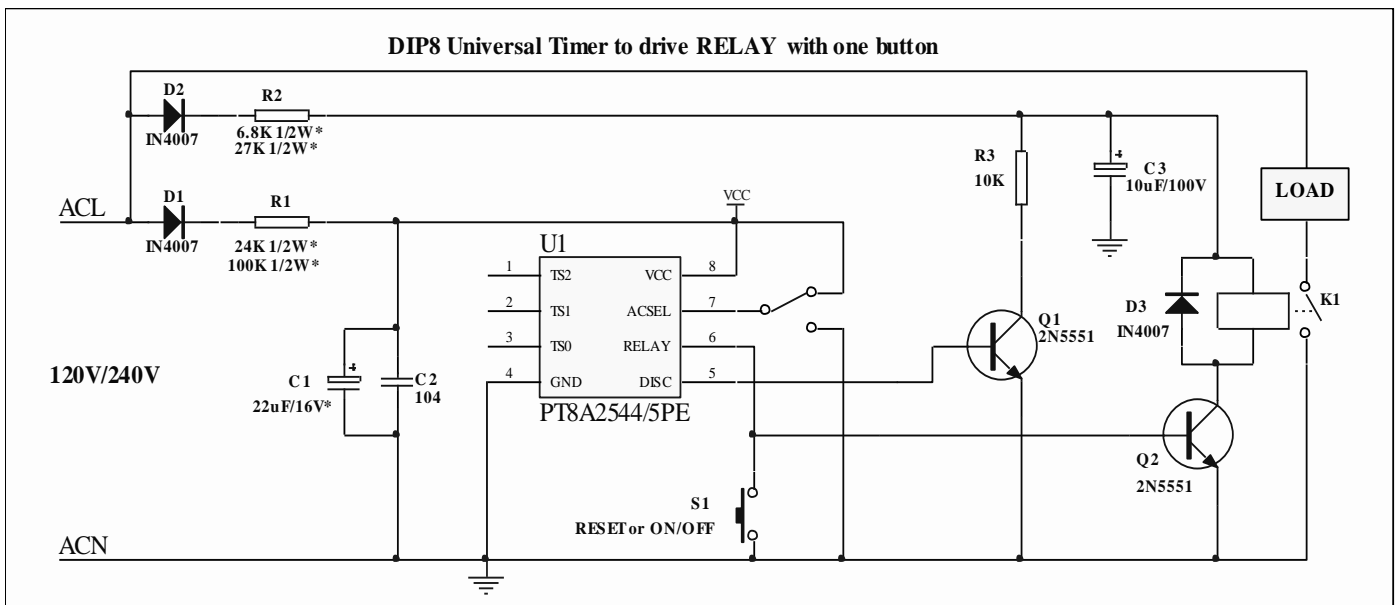 DIP8 Universal Timer to drive RELAY with one button
D2
R2
6.8K 1/2W*
27K 1/2W*
IN4007
R3
10K
C3
10uF/100V
LOAD
ACL
D1
R1
IN4007
24K 1/2W*
100K 1/2W*
VCC
U1
1
TS2
VCC
8
2
TS1
ACSEL
7
3
TS0
RELAY
6
4
GND
DISC
5
PT8A2544/5PE
Q1
2N5551
D3
IN4007
K1
120V/240V
C1
22uF/16V*
C2
104
Q2
2N5551
S1
RESET or ON/OFF
ACN